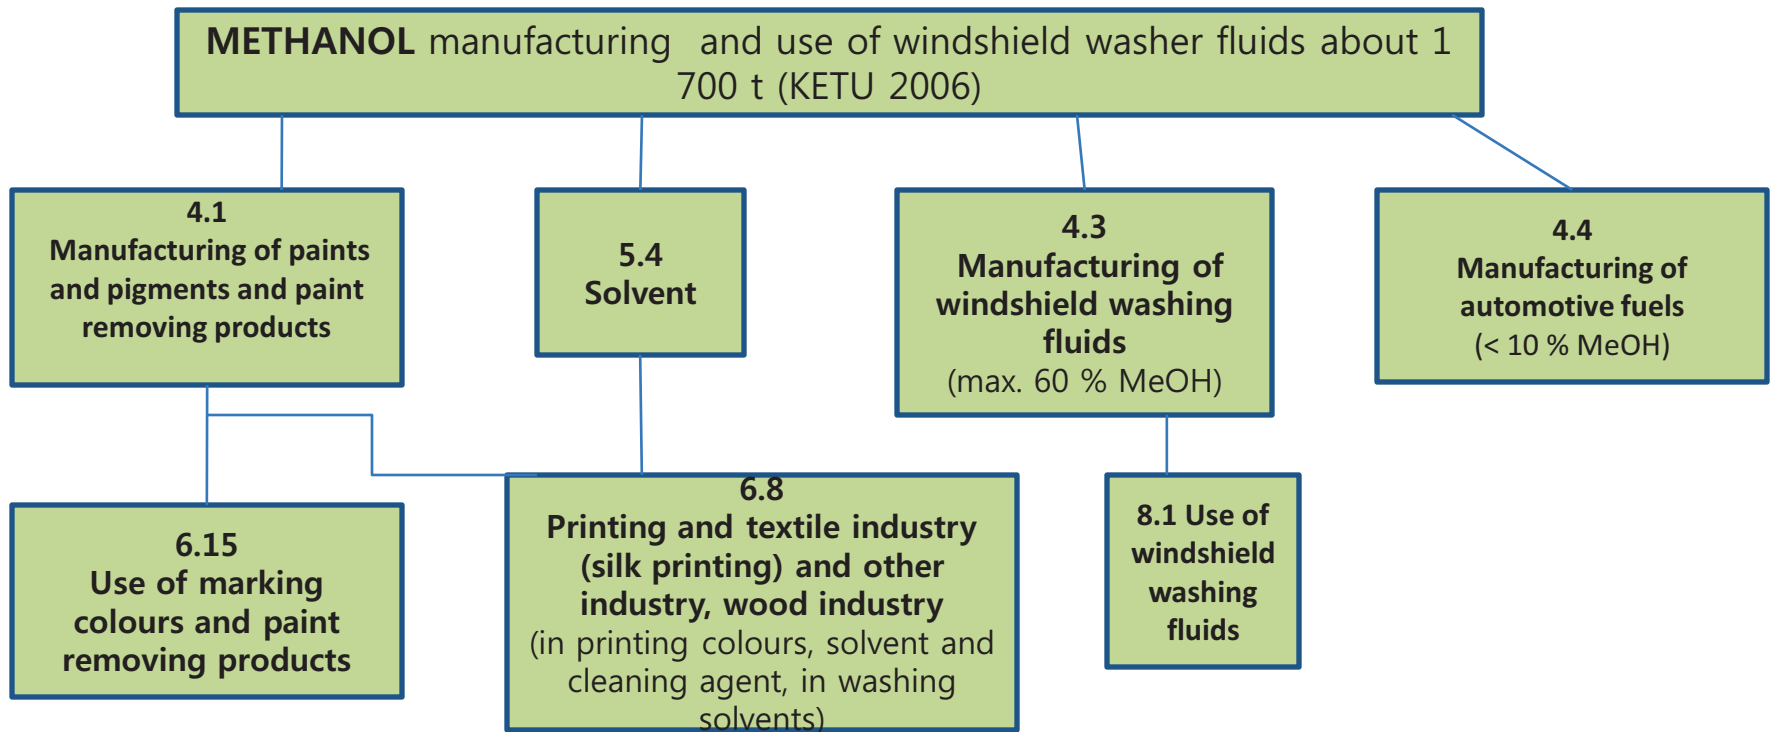 METHANOL manufacturing  and use of windshield washer fluids about 1
700 t (KETU 2006)
4.1
Manufacturing of paints
and pigments and paint
removing products
5.4
Solvent
4.3
Manufacturing of
windshield washing
fluids
(max. 60 % MeOH)
4.4
Manufacturing of
automotive fuels
(< 10 % MeOH)
6.15
Use of marking
colours and paint
removing products
6.8
Printing and textile industry
(silk printing) and other
industry, wood industry
(in printing colours, solvent and
cleaning agent, in washing
solvents)
8.1 Use of
windshield
washing
fluids